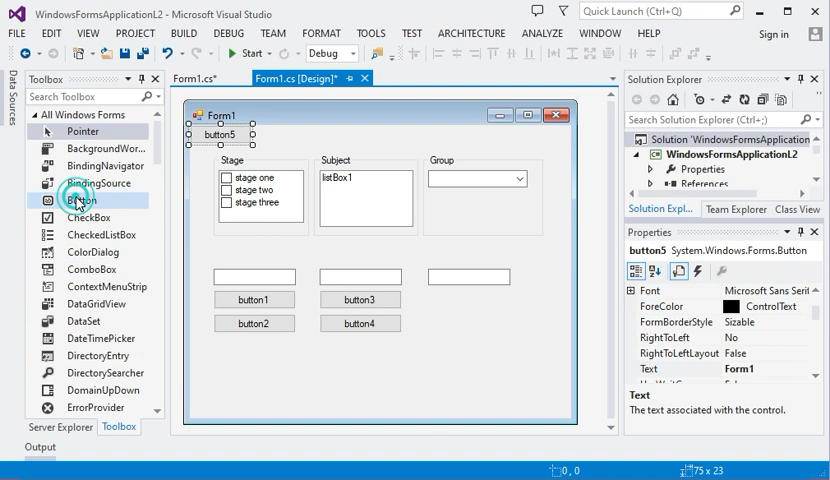 WindowsFormsApplicationL2 - Microsoft Visual Studio
Quick Launch (Ctrl+;)
FILE EDIT VIEW PROJECT BUILD DEBUG TEAM FORMAT TOOLS TEST ARCHITECTURE ANALYZE WINDOW HELP
Sign in
Start Debug
Data Sources
Toolbox
Search Toolbox
All Windows Forms
Pointer
BackgroundWor...
BindingNavigator
BindingSource
CheckBox
CheckedListBox
ColorDialog
ComboBox
ContextMenuStrip
DataGridView
DataSet
DateTimePicker
DirectoryEntry
DirectorySearcher
DomainUpDown
ErrorProvider
Server Explorer Toolbox
Output
Form1.cs* Form1.cs [Design]*
Form1
button5
Stage
stage one
stage two
stage three
Subject
listBox1
Group
button1 button3
button2 button4
Solution Explorer
Search Solution Explorer (Ctrl+;)
Solution 'WindowsFormsApplication
WindowsFormsApplicationL2
Properties
References
Solution Expl... Team Explorer Class View
Properties
button5 System.Windows.Forms.Button
Font Microsoft Sans Serif
ForeColor ControlText
FormBorderStyle Sizable
RightToLeft No
RightToLeftLayout False
Text Form1
Text
The text associated with the control.
0 , 0 75 x 23